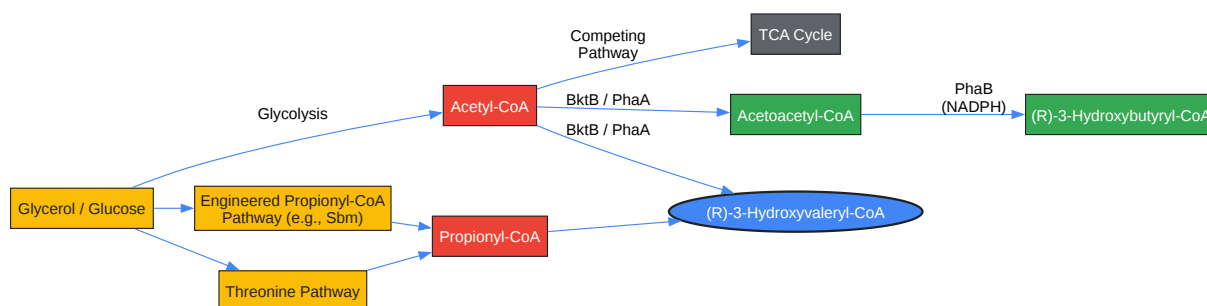 Competing
Pathway
TCA Cycle
Glycolysis
Acetyl-CoA
BktB / PhaA
Acetoacetyl-CoA
PhaB
(NADPH)
(R)-3-Hydroxybutyryl-CoA
BktB / PhaA
Glycerol / Glucose
Engineered Propionyl-CoA
Pathway (e.g., Sbm)
Propionyl-CoA
(R)-3-Hydroxyvaleryl-CoA
Threonine Pathway